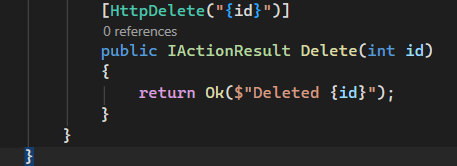 [HttpDelete("{id}")]
0 references
public IActionResult Delete(int id)
{
return Ok($"Deleted {id}");
}
}
}